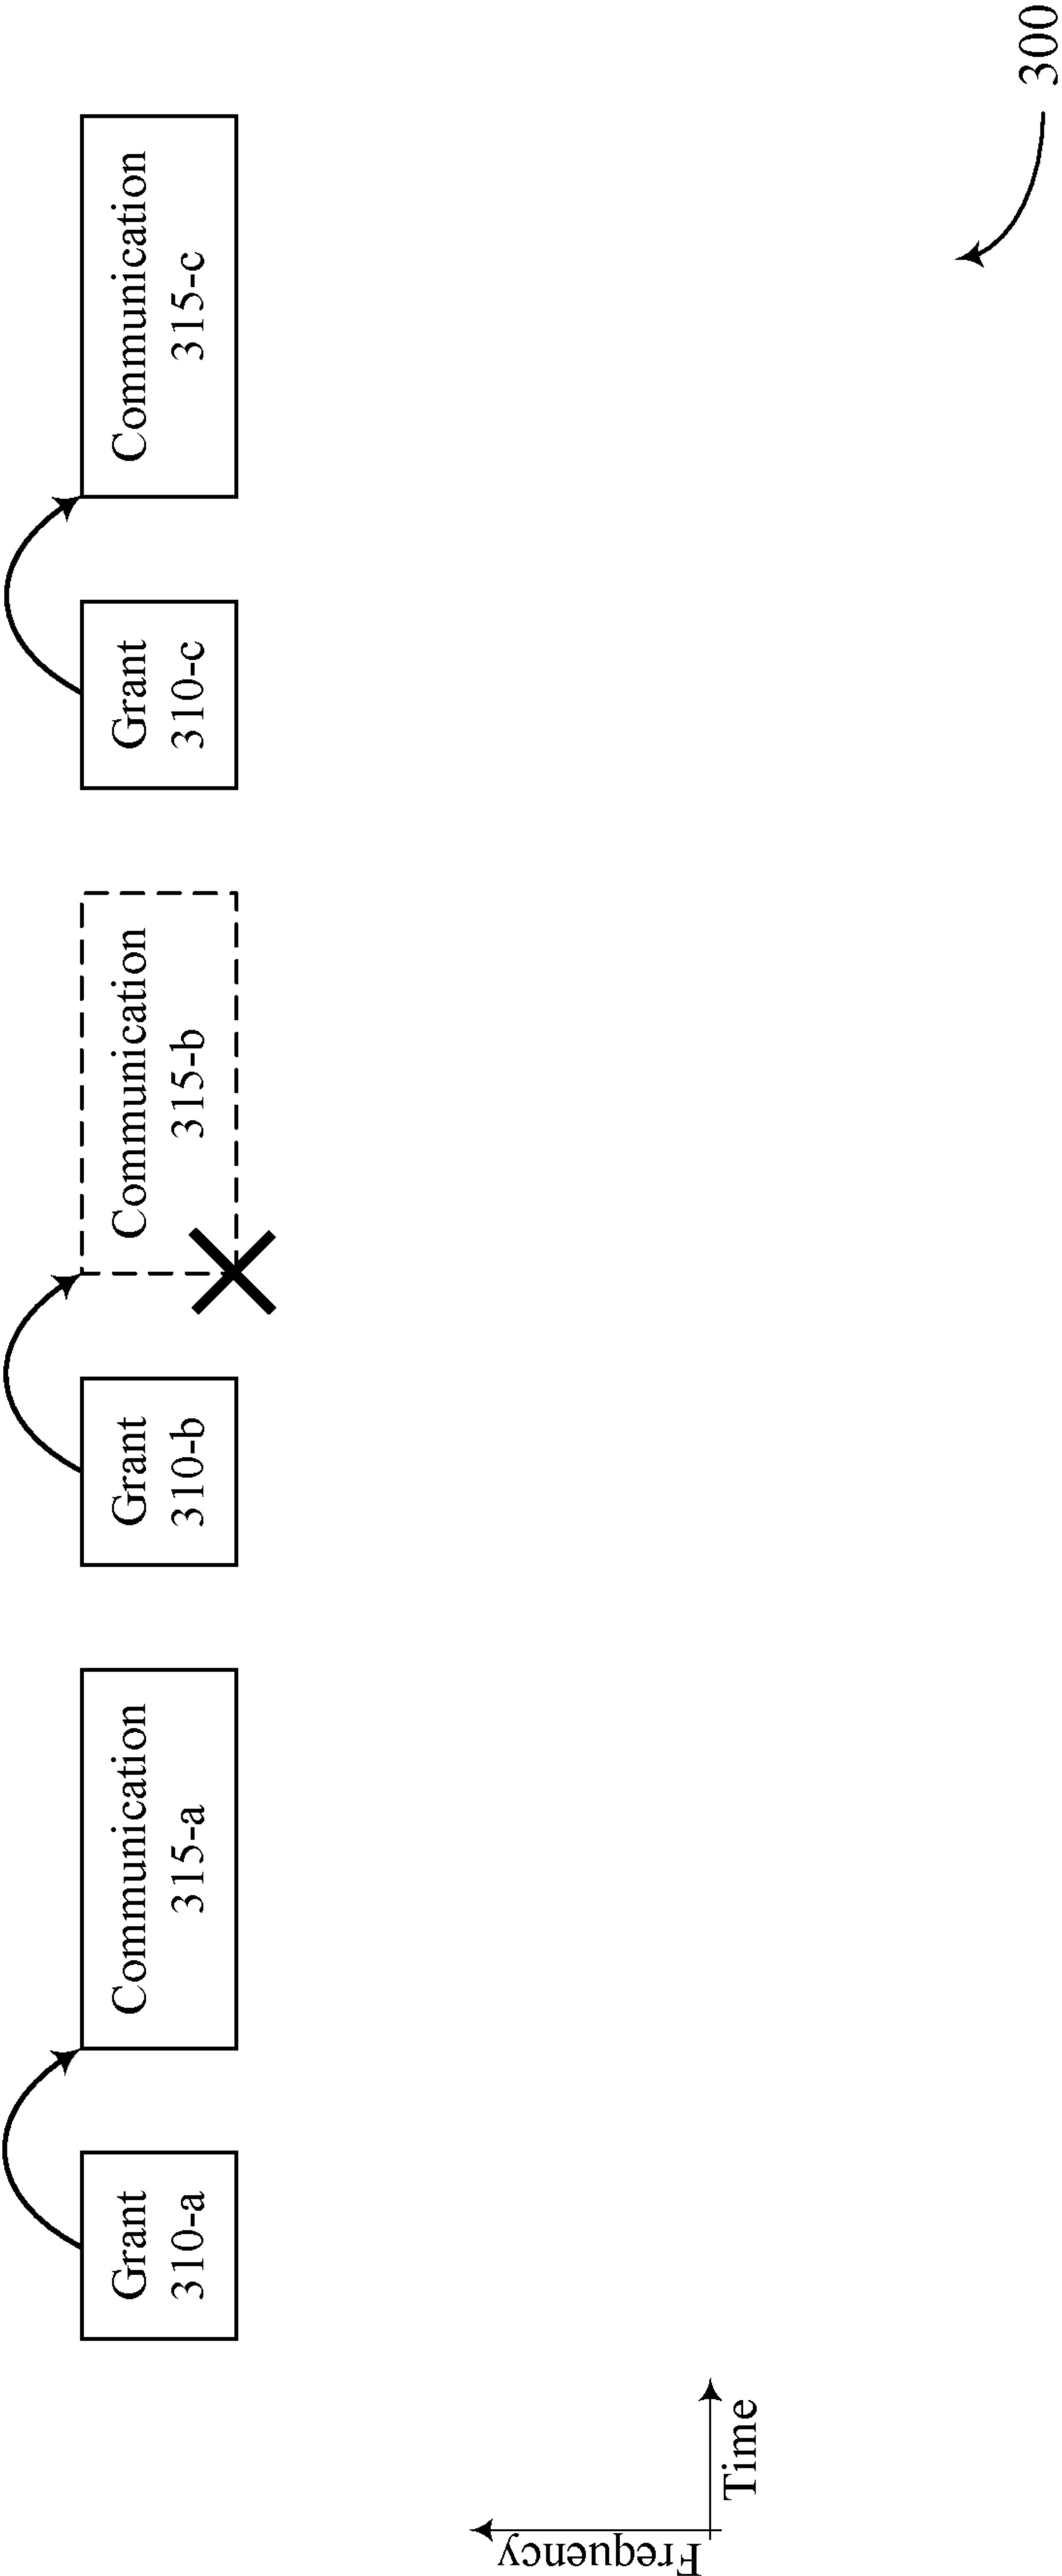 Grant
310-a
Communication
315-a
Grant
310-b
Communication
315-b
Grant
310-c
Communication
315-c
Frequency
Time
300